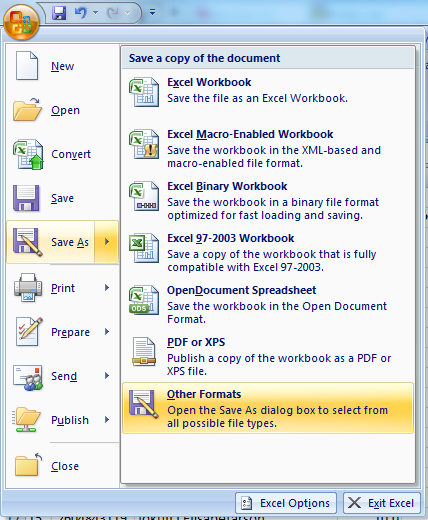 Save a copy of the document
New
Open
Convert
Save
Save As
Print
Prepare
Send
Publish
Close
Excel Workbook
Save the file as an Excel Workbook.
Excel Macro-Enabled Workbook
Save the workbook in the XML-based and
macro-enabled file format.
Excel Binary Workbook
Save the workbook in a binary file format
optimized for fast loading and saving.
Excel 97-2003 Workbook
Save a copy of the workbook that is fully
compatible with Excel 97-2003.
OpenDocument Spreadsheet
Save the workbook in the Open Document
Format.
PDF or XPS
Publish a copy of the workbook as a PDF or
XPS file.
Other Formats
Open the Save As dialog box to select from
all possible file types.
Excel Options
Exit Excel